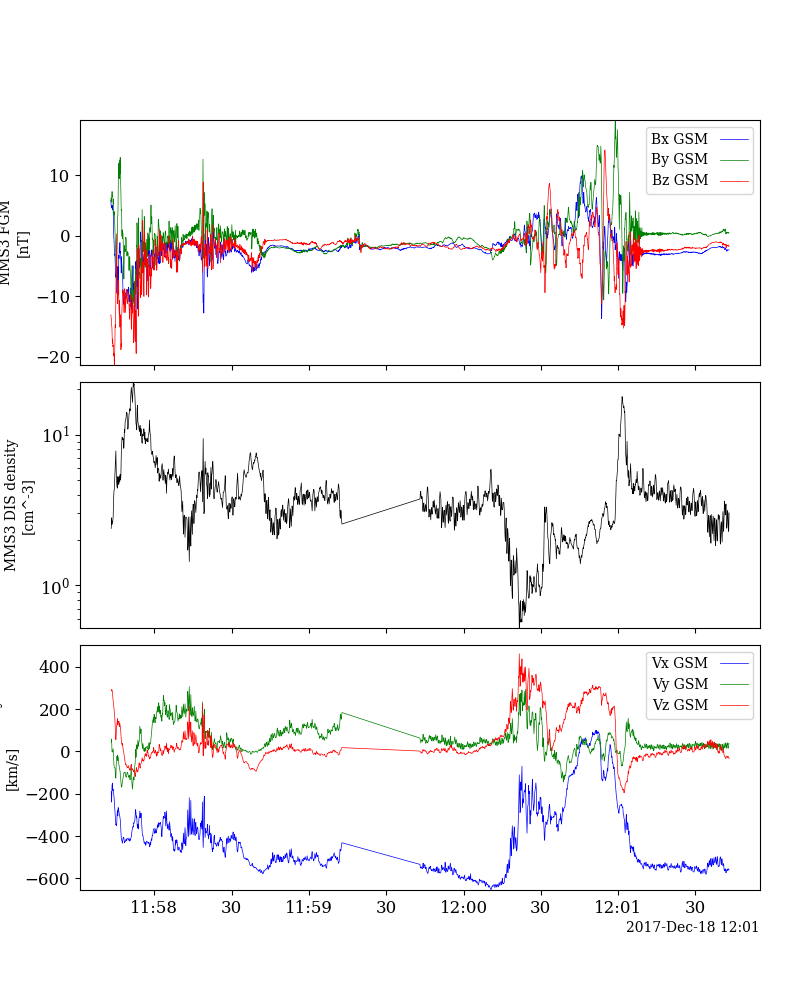 MMS3 FGM
[nT]
10
0
−10
−20
Bx GSM
By GSM
Bz GSM
MMS3 DIS density
[cm^-3]
10^1
10^0
[km/s]
400
200
0
−200
−400
−600
Vx GSM
Vy GSM
Vz GSM
11:58
30
11:59
30
12:00
30
12:01
30
2017-Dec-18 12:01